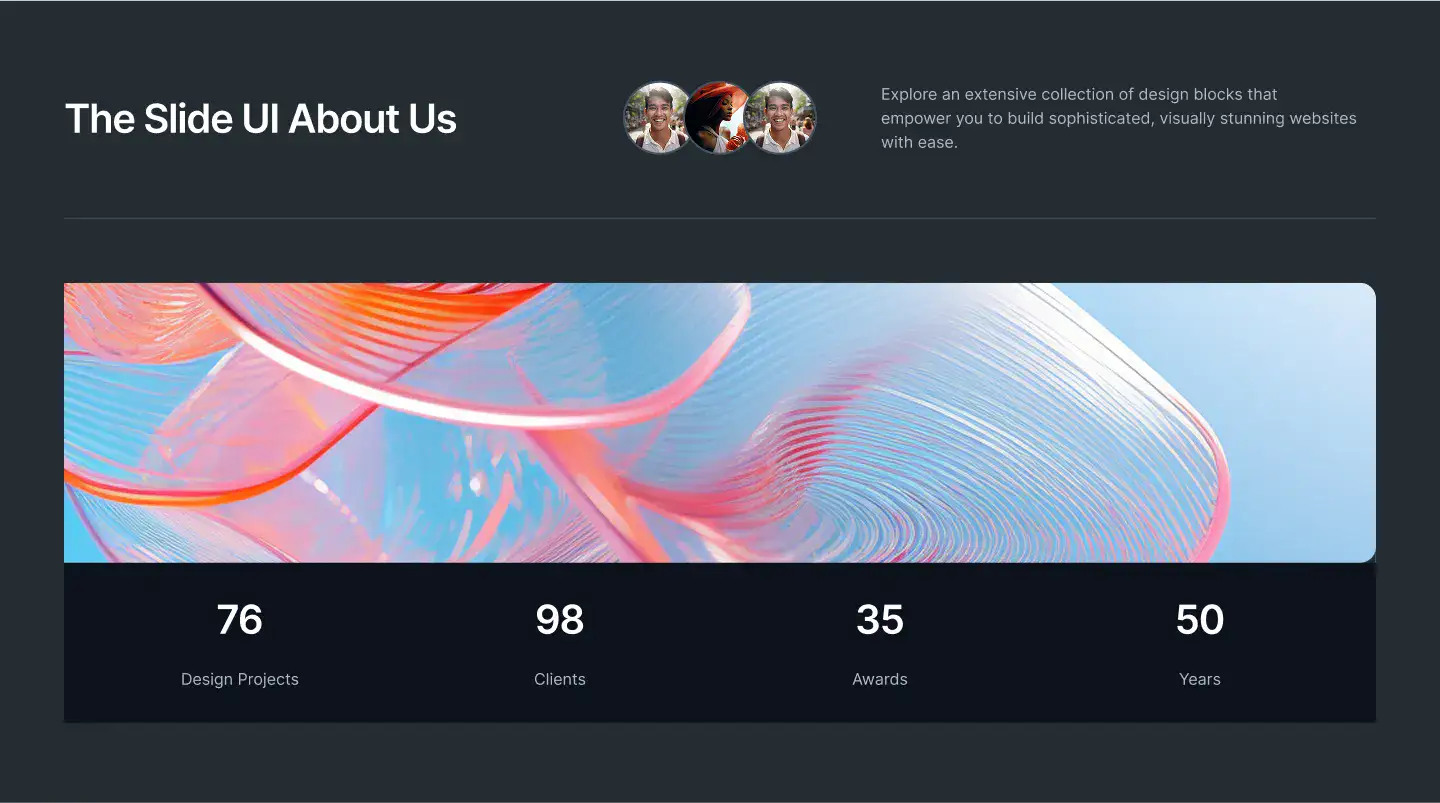 The Slide UI About Us
Explore an extensive collection of design blocks that
empower you to build sophisticated, visually stunning websites
with ease.
76
98
35
50
Design Projects
Clients
Awards
Years